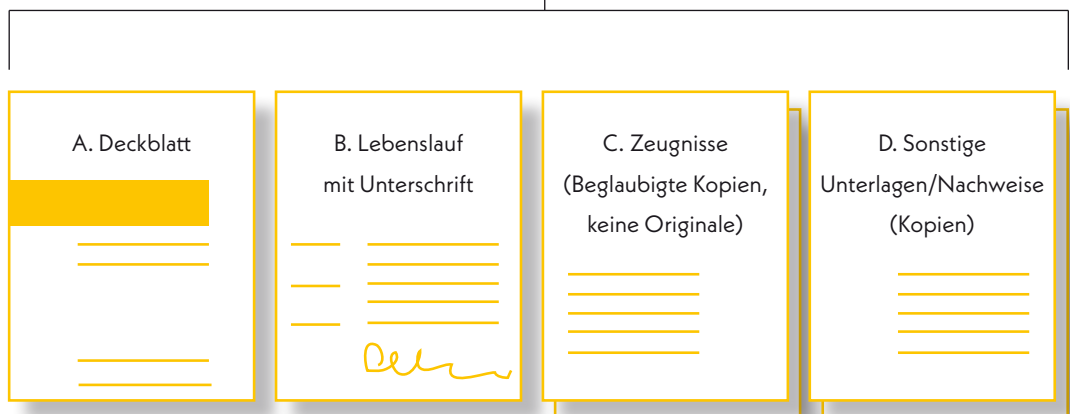 A. Deckblatt
B. Lebenslauf
mit Unterschrift
C. Zeugnisse
(Beglaubigte Kopien,
keine Originale)
D. Sonstige
Unterlagen/Nachweise
(Kopien)